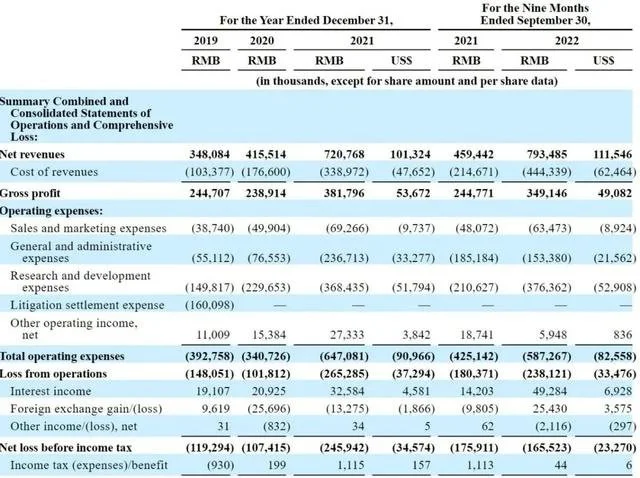 For the Year Ended December 31,
For the Nine Months
Ended September 30,
2019 2020 2021 2021 2022
RMB RMB RMB US$ RMB RMB US$
(in thousands, except for share amount and per share data)
Summary Combined and
Consolidated Statements of
Operations and Comprehensive
Loss:
Net revenues 348,084 415,514 720,768 101,324 459,442 793,485 111,546
Cost of revenues (103,377) (176,600) (338,972) (47,652) (214,671) (444,339) (62,464)
Gross profit 244,707 238,914 381,796 53,672 244,771 349,146 49,082
Operating expenses:
Sales and marketing expenses (38,740) (49,904) (69,266) (9,737) (48,072) (63,473) (8,924)
General and administrative
expenses (55,112) (76,553) (236,713) (33,277) (185,184) (153,380) (21,562)
Research and development
expenses (149,817) (229,653) (368,435) (51,794) (210,627) (376,362) (52,908)
Litigation settlement expense (160,098) — — — — — —
Other operating income,
net 11,009 15,384 27,333 3,842 18,741 5,948 836
Total operating expenses (392,758) (340,726) (647,081) (90,966) (425,142) (587,267) (82,558)
Loss from operations (148,051) (101,812) (265,285) (37,294) (180,371) (238,121) (33,476)
Interest income 19,107 20,925 32,584 4,581 14,203 49,284 6,928
Foreign exchange gain/(loss) 9,619 (25,696) (13,275) (1,866) (9,805) 25,430 3,575
Other income/(loss), net 31 (832) 34 5 62 (2,116) (297)
Net loss before income tax (119,294) (107,415) (245,942) (34,574) (175,911) (165,523) (23,270)
Income tax (expenses)/benefit (930) 199 1,115 157 1,113 44 6